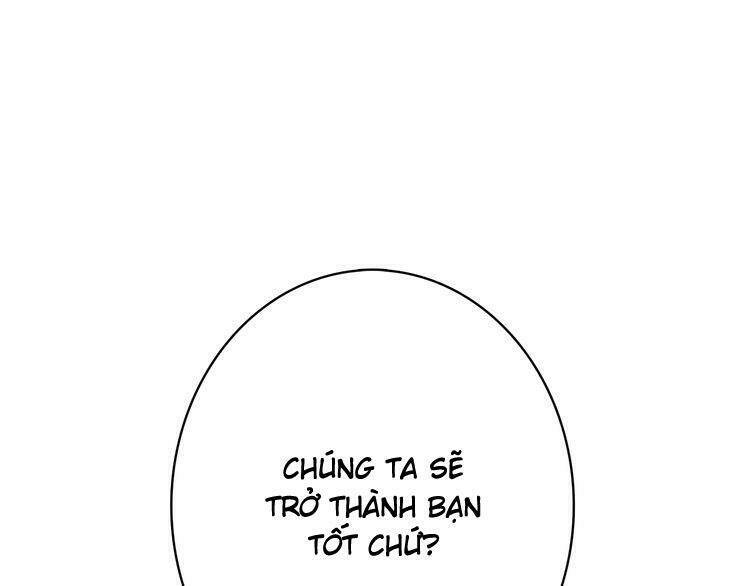 CHÚNG TA SẼ
TRỞ THÀNH BẠN
TỐT CHỨ?